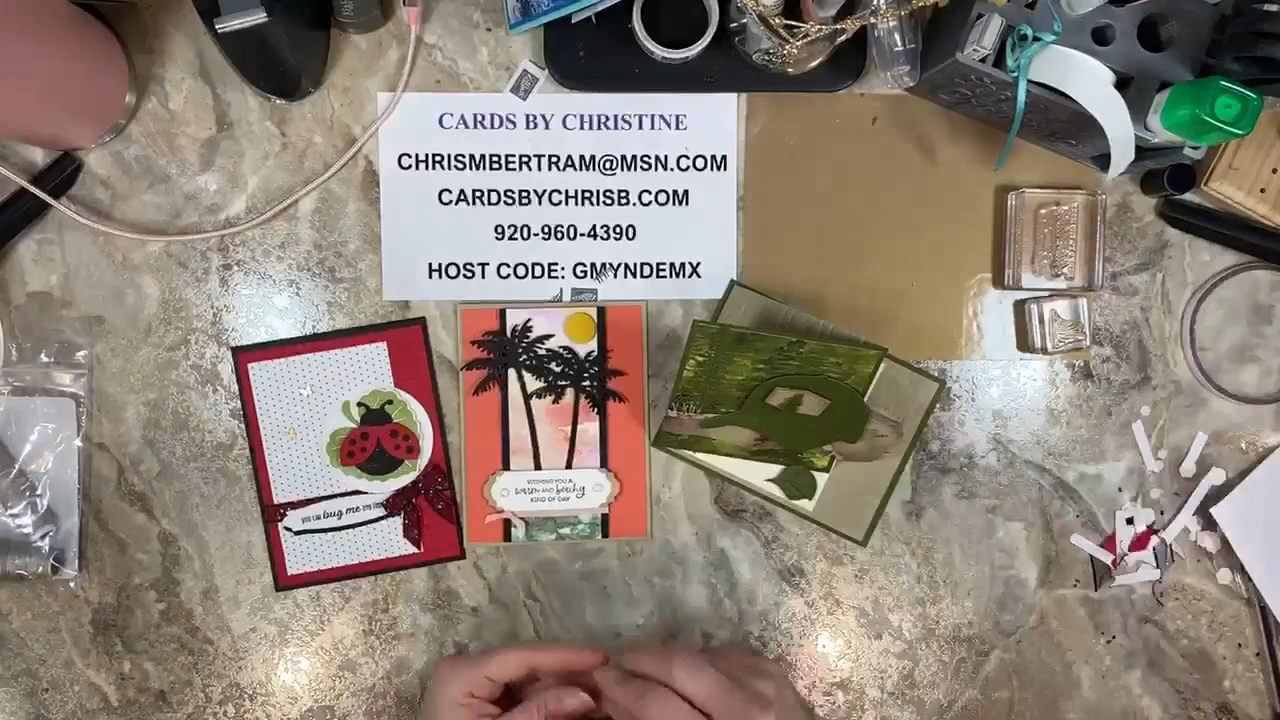 CARDS BY CHRISTINE
CHRISMBERTRAM@MSN.COM
CARDSBYCHRISB.COM
920-960-4390
HOST CODE: GMYNDEMX
YOU CAN bug me
WISHING YOU A
warm AND beachy
KIND OF DAY